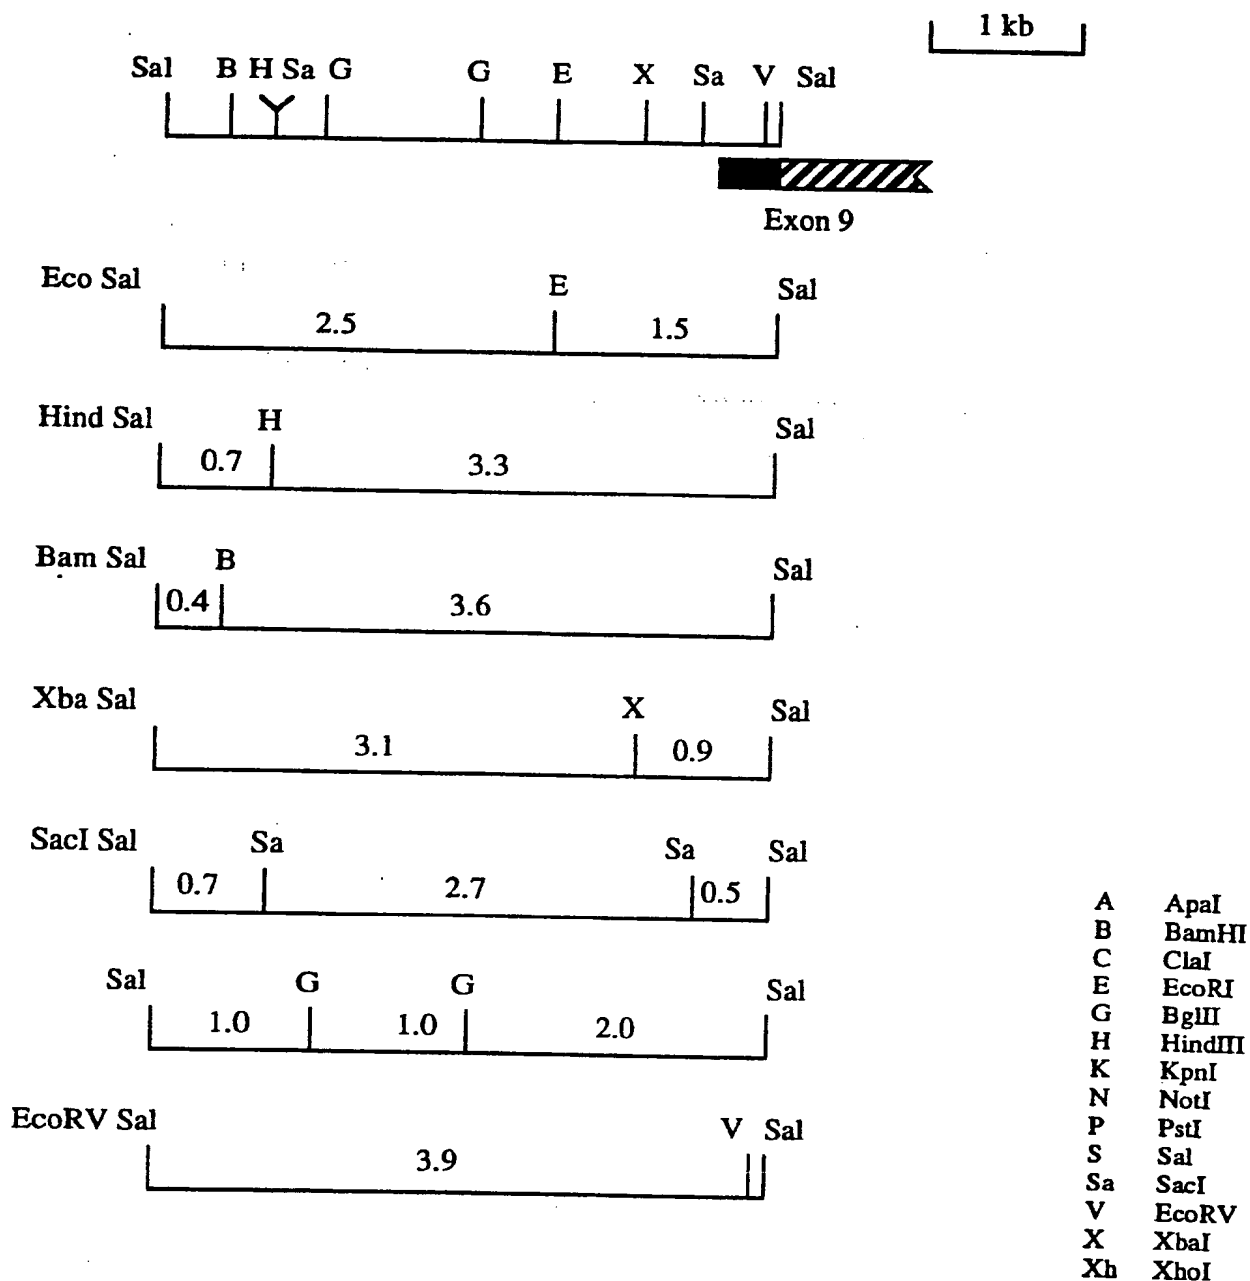 1 kb
Sal B H Sa G G E X Sa V Sal
Exon 9
Eco Sal E Sal
2.5 1.5
Hind Sal H Sal
0.7 3.3
Bam Sal B Sal
0.4 3.6
Xba Sal X Sal
3.1 0.9
SacI Sal Sa Sa Sal
0.7 2.7 0.5
Sal G G Sal
1.0 1.0 2.0
EcoRV Sal V Sal
3.9
A ApaI
B BamHI
C ClaI
E EcoRI
G BglII
H HindIII
K KpnI
N NotI
P PstI
S Sal
Sa SacI
V EcoRV
X XbaI
Xh XhoI